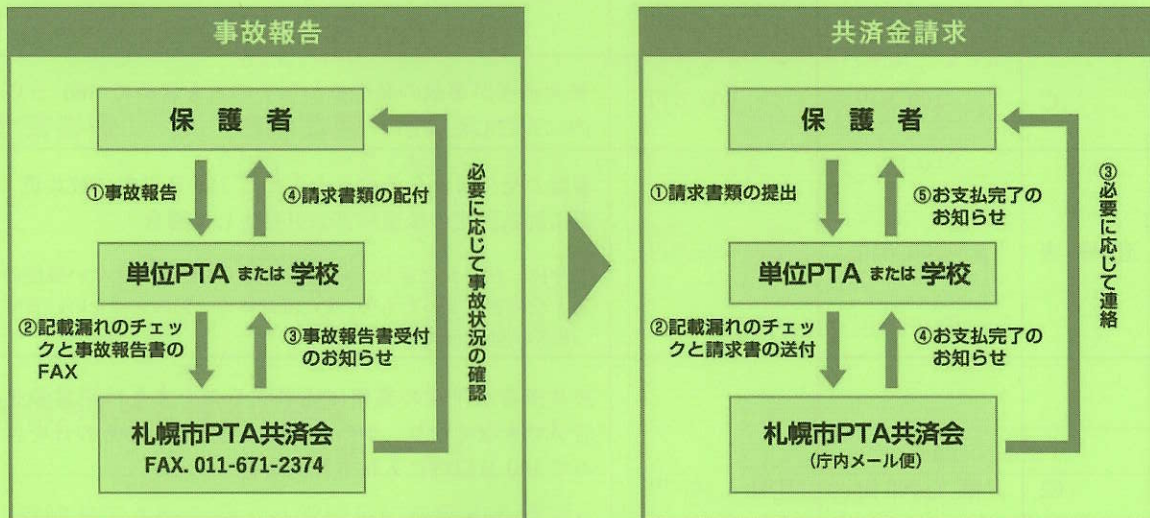 事故報告
保護者
①事故報告
④請求書類の配付
単位PTA または 学校
②記載漏れのチェッ
クと事故報告書の
FAX
③事故報告書受付
のお知らせ
札幌市PTA共済会
FAX. 011-671-2374
必要に応じて事故状況の確認
共済金請求
保護者
①請求書類の提出
⑤お支払完了の
お知らせ
単位PTA または 学校
②記載漏れのチェッ
クと請求書の送付
④お支払完了の
お知らせ
札幌市PTA共済会
(庁内メール便)
③必要に応じて連絡